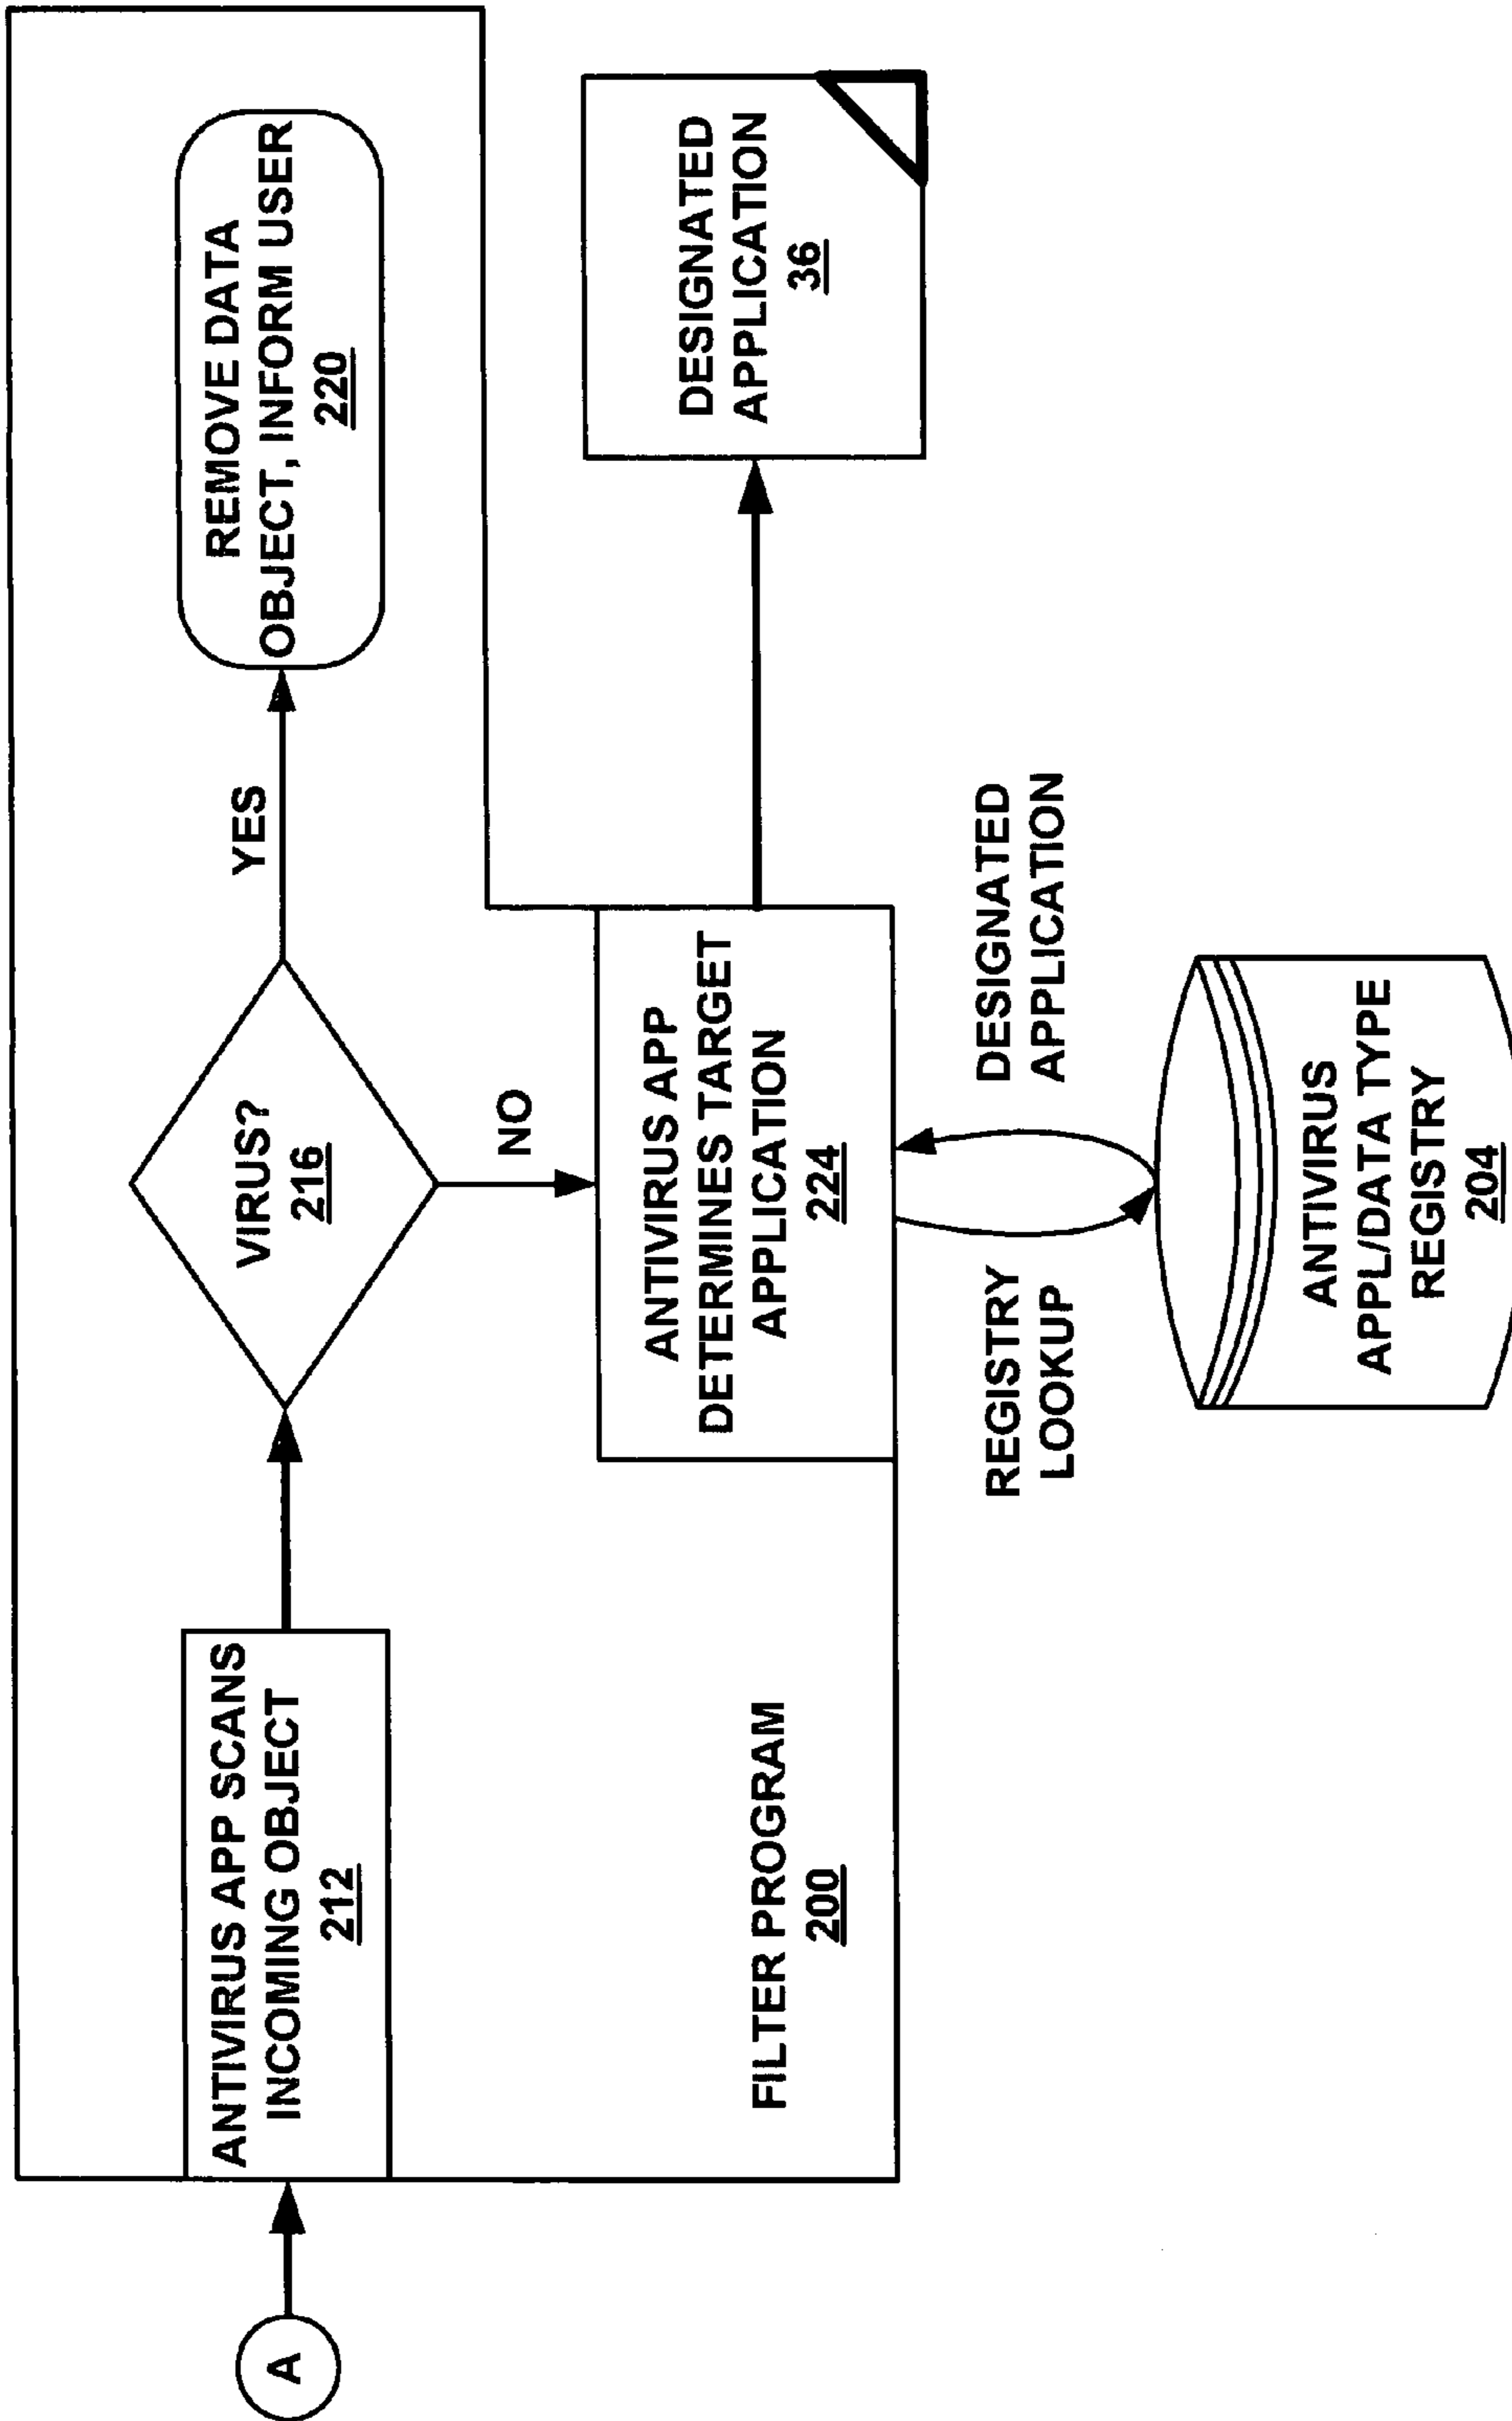 A
ANTIVIRUS APP SCANS
INCOMING OBJECT
212
VIRUS?
216
YES
REMOVE DATA
OBJECT, INFORM USER
220
NO
FILTER PROGRAM
200
ANTIVIRUS APP
DETERMINES TARGET
APPLICATION
224
DESIGNATED
APPLICATION
36
REGISTRY
LOOKUP
DESIGNATED
APPLICATION
ANTIVIRUS
APPL/DATA TYPE
REGISTRY
204